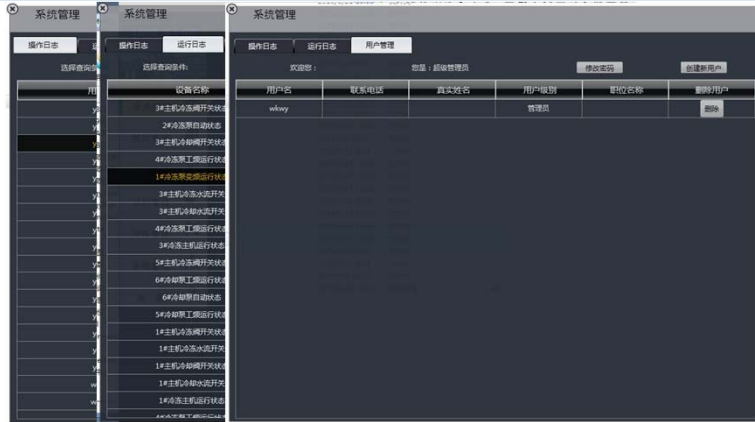 系统管理
操作日志
选择查询条件:
系统管理
操作日志 运行日志
选择查询条件:
设备名称
3#主机冷冻阀开关状态
2#冷冻泵自动状态
3#主机冷却阀开关状态
4#冷冻泵工频运行状态
1#冷冻泵变频运行状态
3#主机冷冻水流开关
3#主机冷却水流开关
4#冷冻泵工频运行状态
3#冷冻主机运行状态
5#主机冷冻阀开关状态
6#冷却泵工频运行状态
6#冷却泵自动状态
5#冷却泵工频运行状态
1#主机冷冻阀开关状态
1#主机冷冻水流开关
1#主机冷却阀开关状态
1#主机冷却水流开关
1#冷冻主机运行状态
系统管理
操作日志 运行日志 用户管理
欢迎您: 您是:超级管理员 修改密码 创建新用户
用户名 联系电话 真实姓名 用户级别 职位名称 删除用户
wkwy 管理员 删除